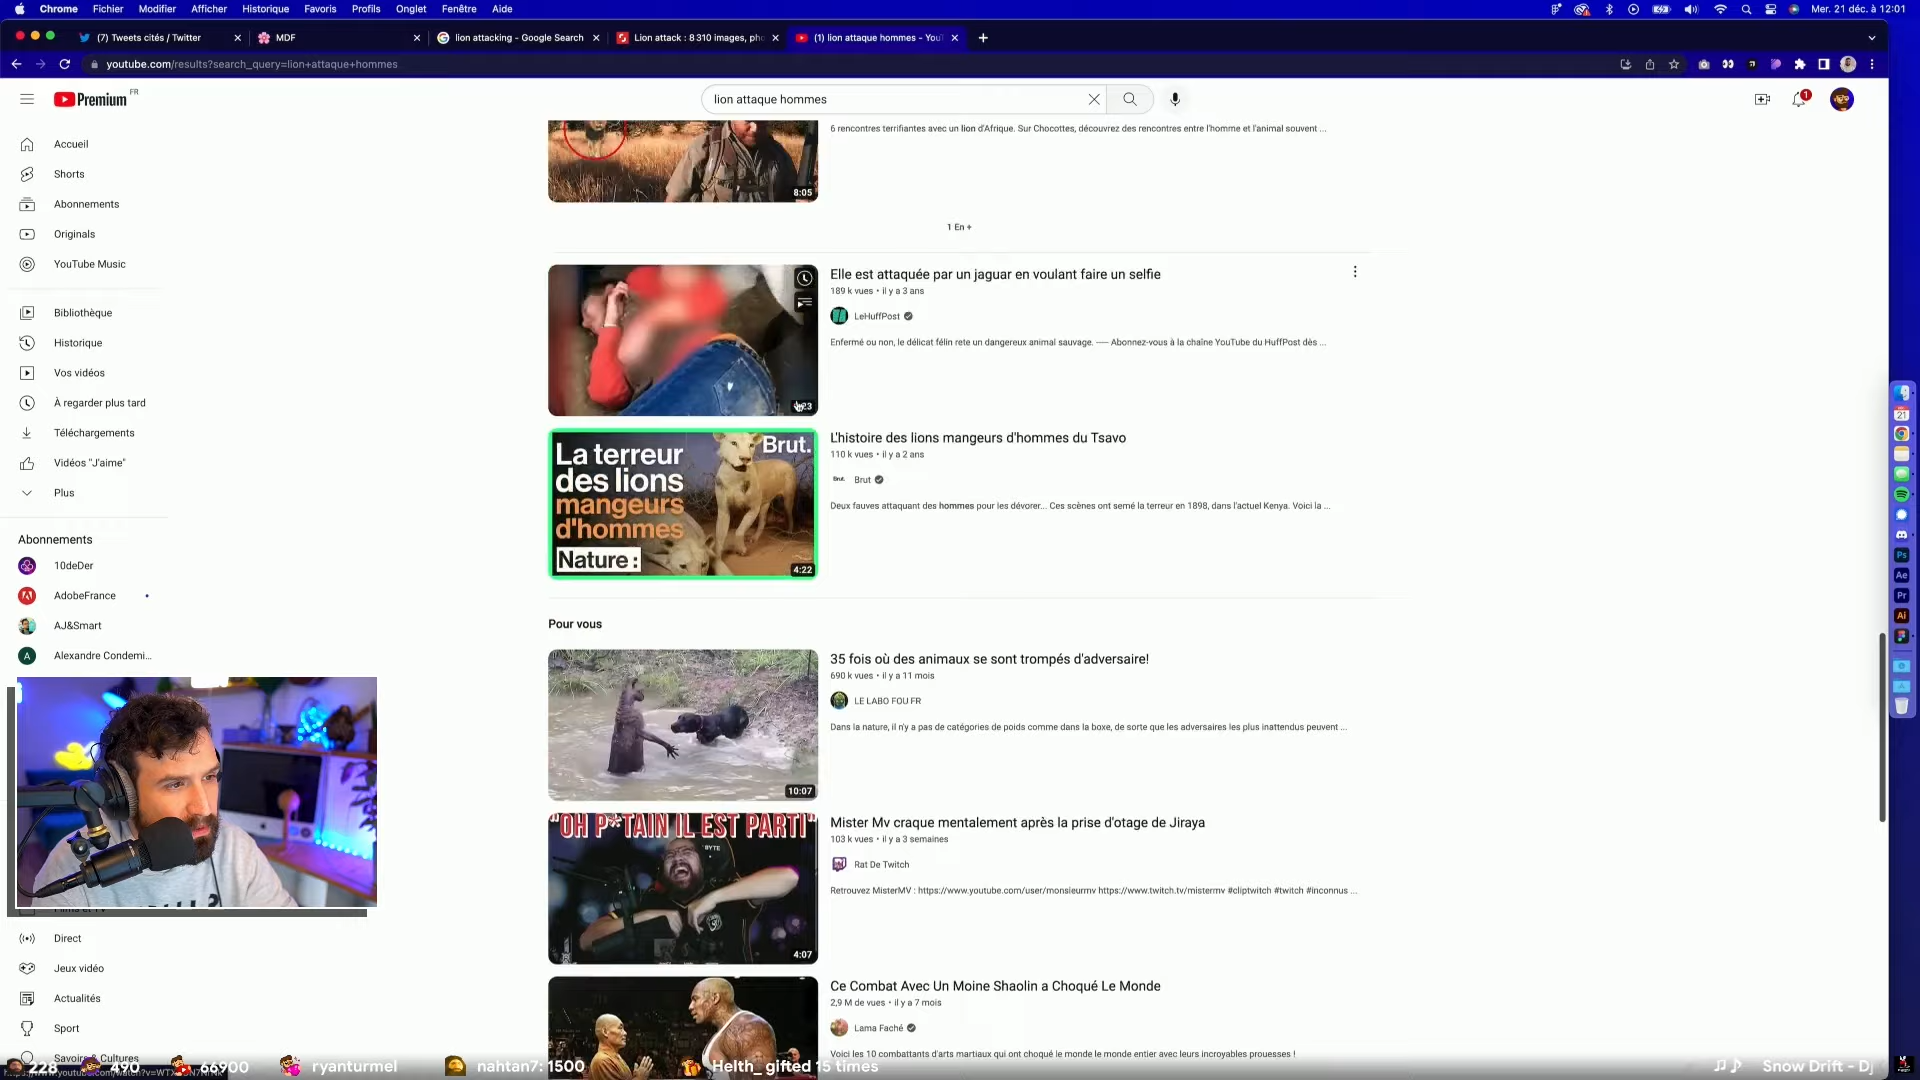 Chrome Fichier Modifier Afficher Historique Favoris Profils Onglet Fenêtre Aide
Mer. 21 déc. à 12:01
(7) Tweets cités / Twitter
MDF
lion attacking - Google Search
Lion attack : 8 310 images, pho
(1) lion attaque hommes - YouT
youtube.com/results?search_query=lion+attaque+hommes
Premium FR
lion attaque hommes
1
Accueil
Shorts
Abonnements
Originals
YouTube Music
Bibliothèque
Historique
Vos vidéos
À regarder plus tard
Téléchargements
Vidéos "J'aime"
Plus
Abonnements
10deDer
AdobeFrance
AJ&Smart
A
Alexandre Condemi...
Direct
Jeux vidéo
Actualités
Sport
Savoirs & Cultures
6 rencontres terrifiantes avec un lion d'Afrique. Sur Chocottes, découvrez des rencontres entre l'homme et l'animal souvent ...
8:05
1 En +
Elle est attaquée par un jaguar en voulant faire un selfie
189 k vues • il y a 3 ans
LeHuffPost
Enfermé ou non, le délicat félin rete un dangereux animal sauvage. ---- Abonnez-vous à la chaîne YouTube du HuffPost dès ...
La terreur
des lions
mangeurs
d'hommes
Nature :
Brut.
4:22
L'histoire des lions mangeurs d'hommes du Tsavo
110 k vues • il y a 2 ans
Brut.
Brut
Deux fauves attaquant des hommes pour les dévorer... Ces scènes ont semé la terreur en 1898, dans l'actuel Kenya. Voici la ...
Pour vous
10:07
35 fois où des animaux se sont trompés d'adversaire!
690 k vues • il y a 11 mois
LE LABO FOU FR
Dans la nature, il n'y a pas de catégories de poids comme dans la boxe, de sorte que les adversaires les plus inattendus peuvent ...
"OH P*TAIN IL EST PARTI"
BYTE
4:07
Mister Mv craque mentalement après la prise d'otage de Jiraya
103 k vues • il y a 3 semaines
Rat De Twitch
Retrouvez MisterMV : https://www.youtube.com/user/monsieurmv https://www.twitch.tv/mistermv #cliptwitch #twitch #inconnus ...
Ce Combat Avec Un Moine Shaolin a Choqué Le Monde
2,9 M de vues • il y a 7 mois
Lama Faché
Voici les 10 combattants d'arts martiaux qui ont choqué le monde le monde entier avec leurs incroyables prouesses !
21
Ps
Ae
Pr
Ai
228
490
66900
ryanturmel
nahtan7: 1500
Helth_ gifted 15 times
Snow Drift - Dj